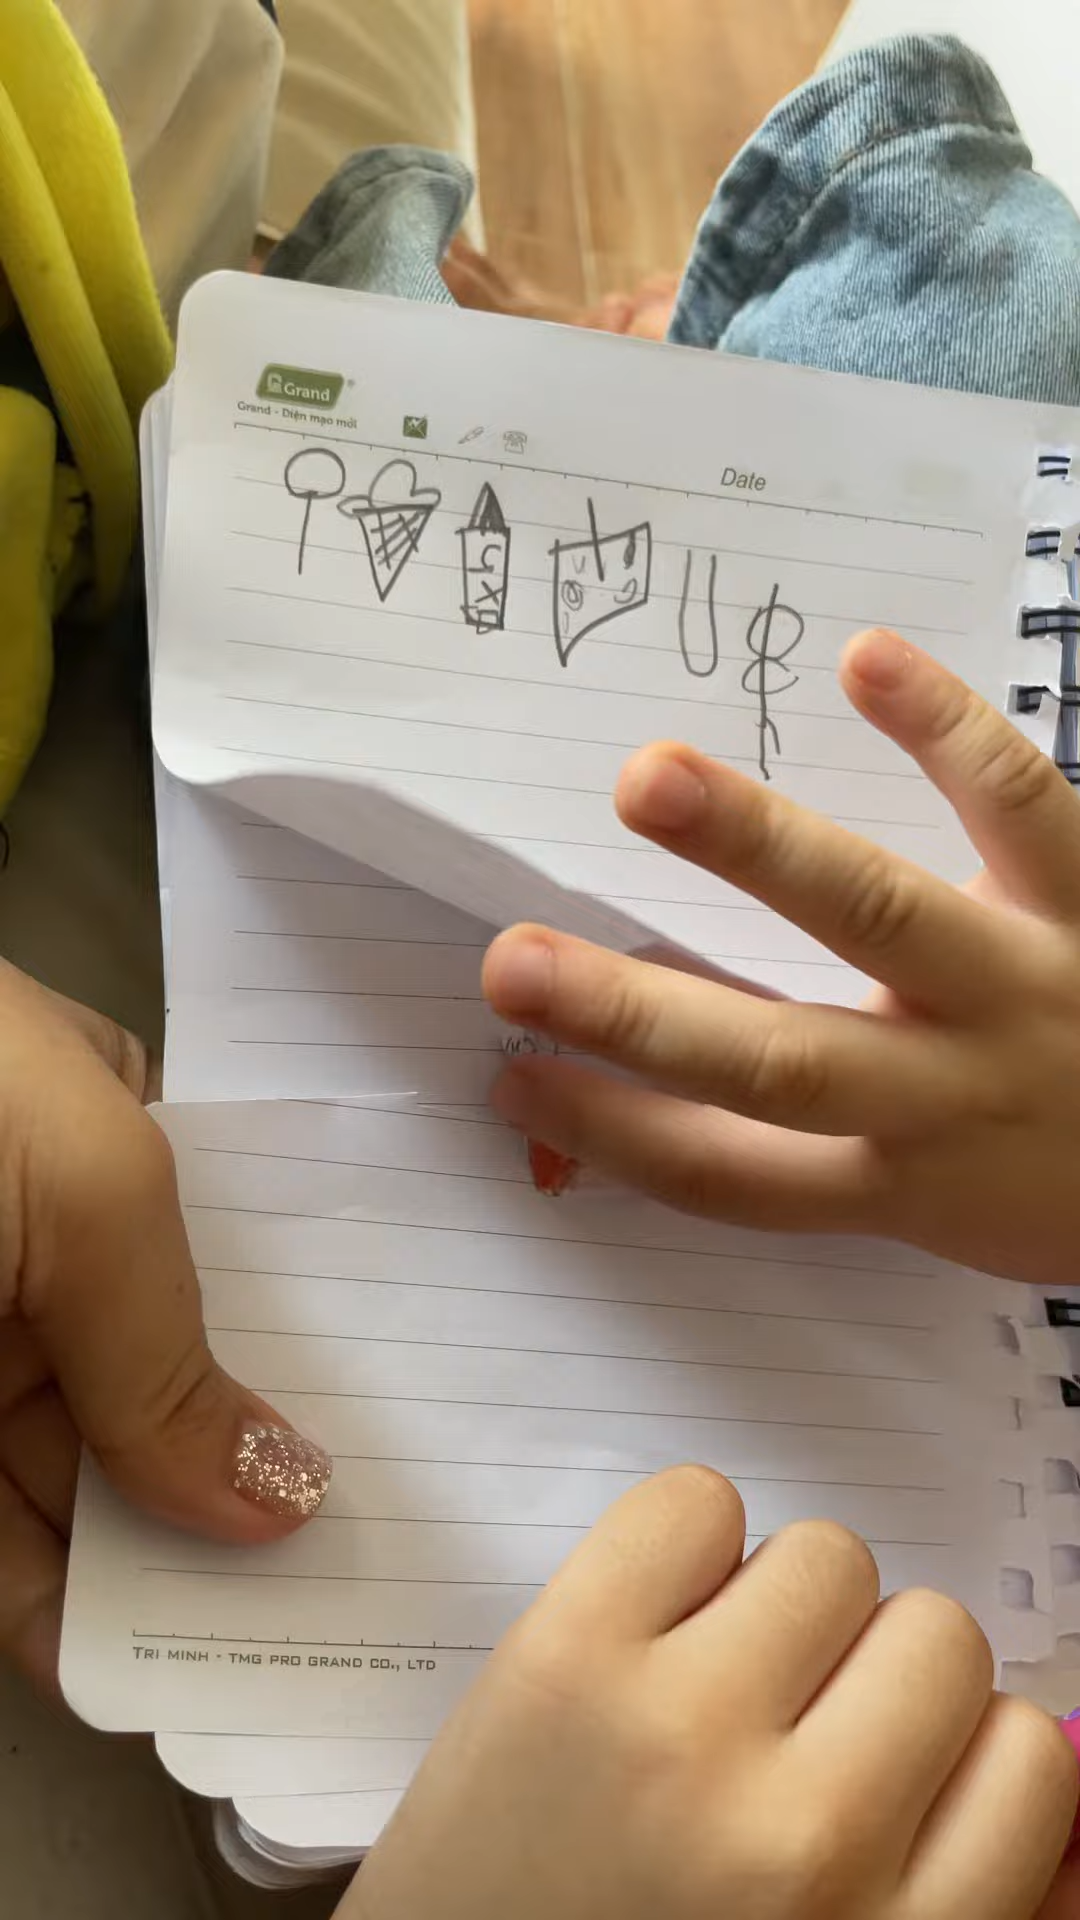 Grand
Grand - Diện mạo mới
Date
TRI MINH - TMG PRO GRAND CO., LTD